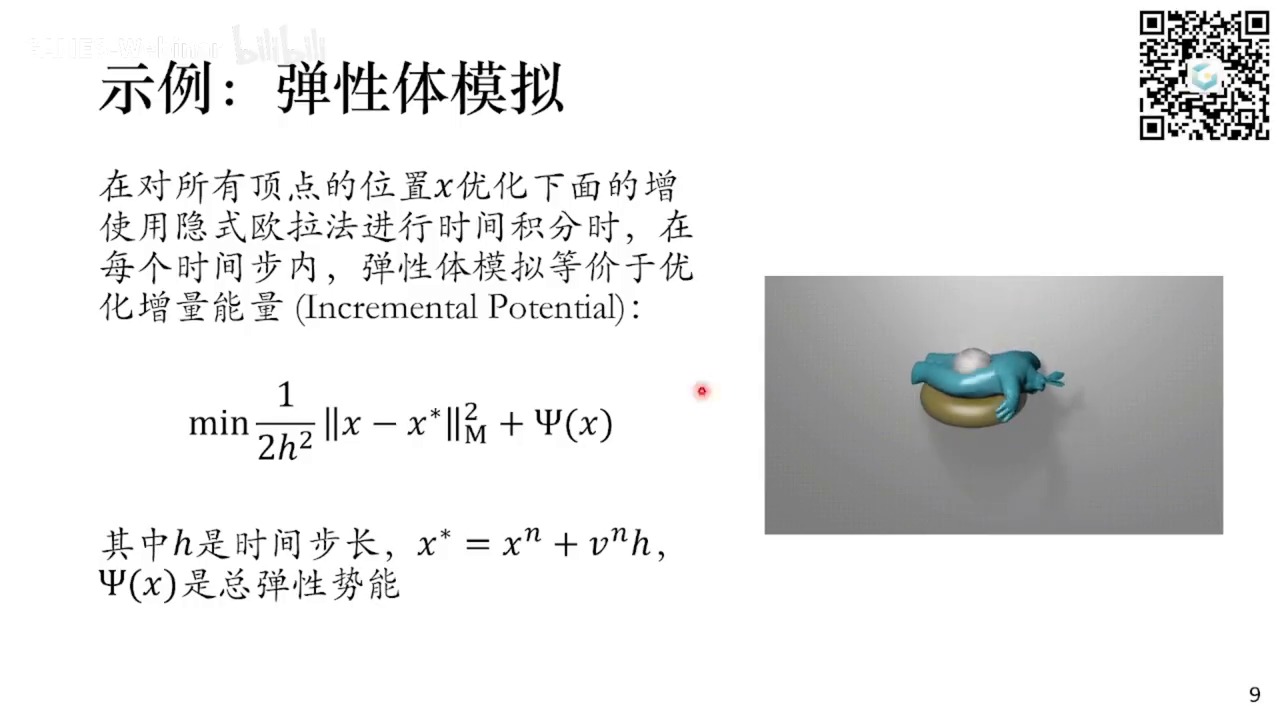 bilibili
示例：弹性体模拟
在对所有顶点的位置x优化下面的增
使用隐式欧拉法进行时间积分时，在
每个时间步内，弹性体模拟等价于优
化增量能量 (Incremental Potential)：
min 1/(2h²) ‖x − x*‖²_M + Ψ(x)
其中h是时间步长，x* = xⁿ + vⁿh，
Ψ(x)是总弹性势能
9